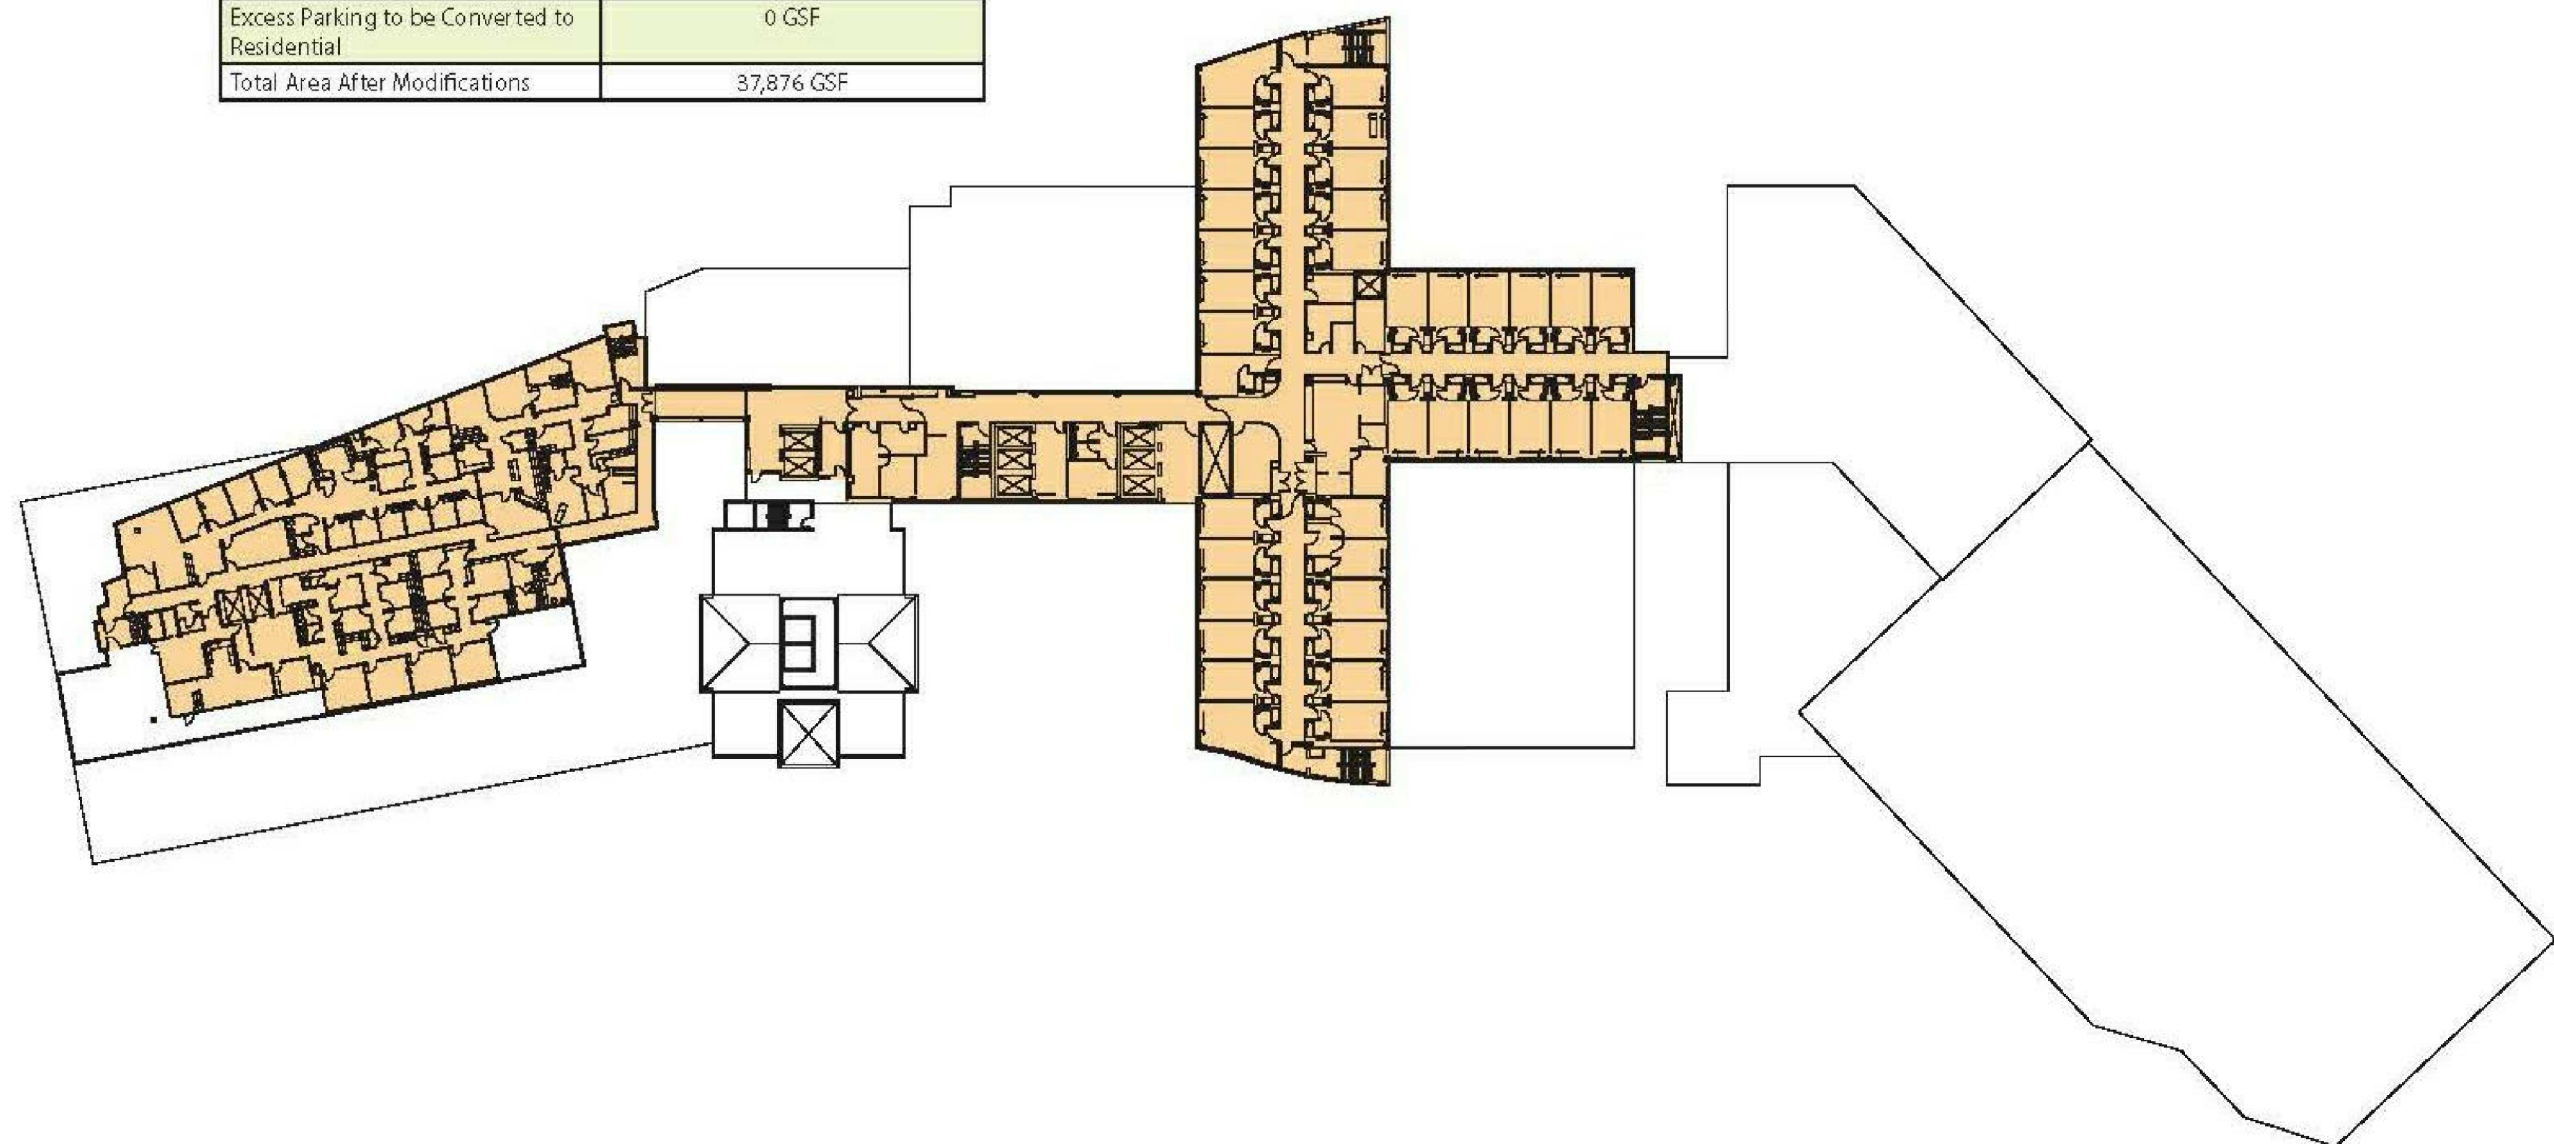 Excess Parking to be Converted to
Residential
0 GSF
Total Area After Modifications
37,876 GSF